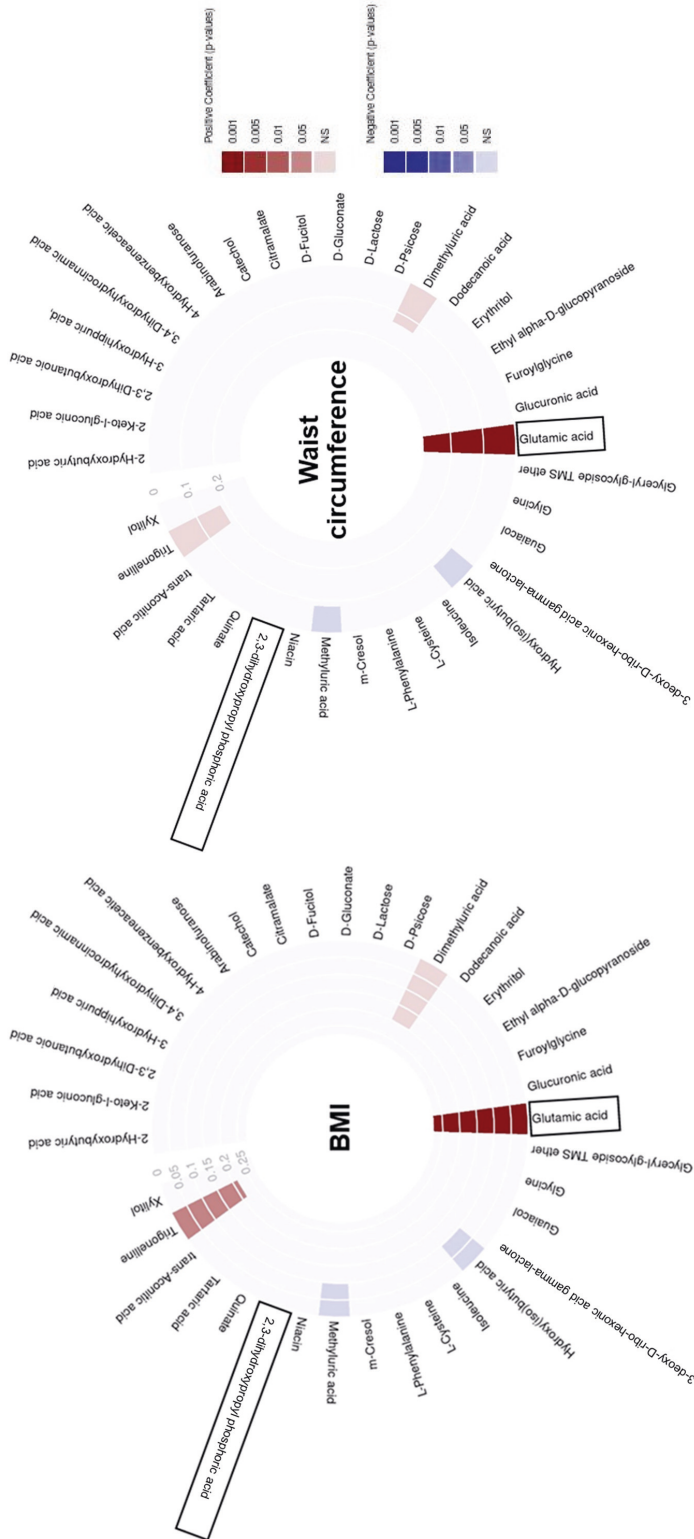 Positive Coefficient (p-values)
0.001
0.005
0.01
0.05
NS
Negative Coefficient (p-values)
0.001
0.005
0.01
0.05
NS
Waist
circumference
0
0.1
0.2
2-Hydroxybutyric acid
2-Keto-l-gluconic acid
2,3-Dihydroxybutanoic acid
3-Hydroxyhippuric acid,
3,4-Dihydroxyhydrocinnamic acid
4-Hydroxybenzeneacetic acid
Arabinofuranose
Catechol
Citramalate
D-Fucitol
D-Gluconate
D-Lactose
D-Psicose
Dimethyluric acid
Dodecanoic acid
Erythritol
Ethyl alpha-D-glucopyranoside
Furoylglycine
Glucuronic acid
Glutamic acid
Glyceryl-glycoside TMS ether
Glycine
Guaiacol
3-deoxy-D-ribo-hexonic acid gamma-lactone
Hydroxy(iso)butyric acid
Isoleucine
L-Cysteine
L-Phenylalanine
m-Cresol
Methyluric acid
Niacin
2,3-dihydroxypropyl phosphoric acid
Quinate
Tartaric acid
trans-Aconitic acid
Trigonelline
Xylitol
BMI
0
0.05
0.1
0.15
0.2
0.25
2-Hydroxybutyric acid
2-Keto-l-gluconic acid
2,3-Dihydroxybutanoic acid
3-Hydroxyhippuric acid
3,4-Dihydroxyhydrocinnamic acid
4-Hydroxybenzeneacetic acid
Arabinofuranose
Catechol
Citramalate
D-Fucitol
D-Gluconate
D-Lactose
D-Psicose
Dimethyluric acid
Dodecanoic acid
Erythritol
Ethyl alpha-D-glucopyranoside
Furoylglycine
Glucuronic acid
Glutamic acid
Glyceryl-glycoside TMS ether
Glycine
Guaiacol
3-deoxy-D-ribo-hexonic acid gamma-lactone
Hydroxy(iso)butyric acid
Isoleucine
L-Cysteine
L-Phenylalanine
m-Cresol
Methyluric acid
Niacin
2,3-dihydroxypropyl phosphoric acid
Quinate
Tartaric acid
trans-Aconitic acid
Trigonelline
Xylitol